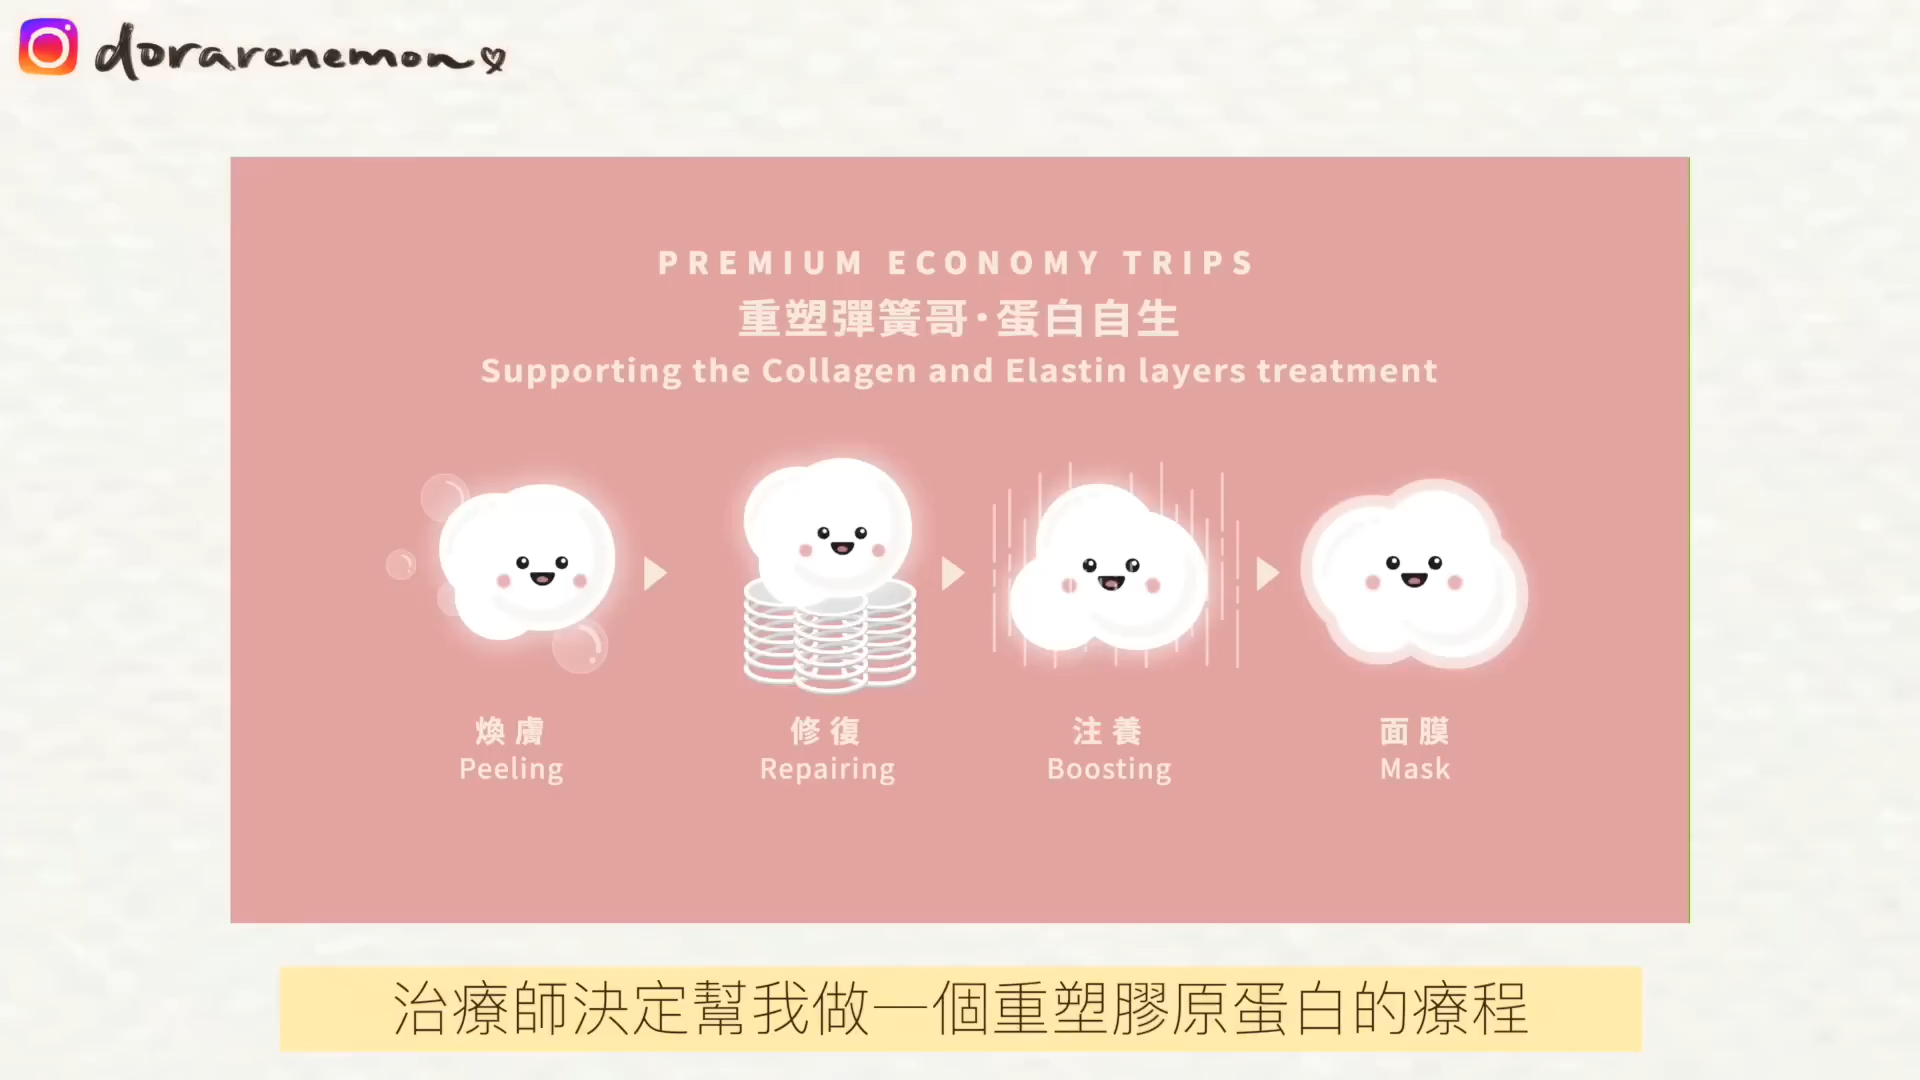 dorarenemon
PREMIUM ECONOMY TRIPS
重塑彈簧哥·蛋白自生
Supporting the Collagen and Elastin layers treatment
煥膚
Peeling
修復
Repairing
注養
Boosting
面膜
Mask
治療師決定幫我做一個重塑膠原蛋白的療程